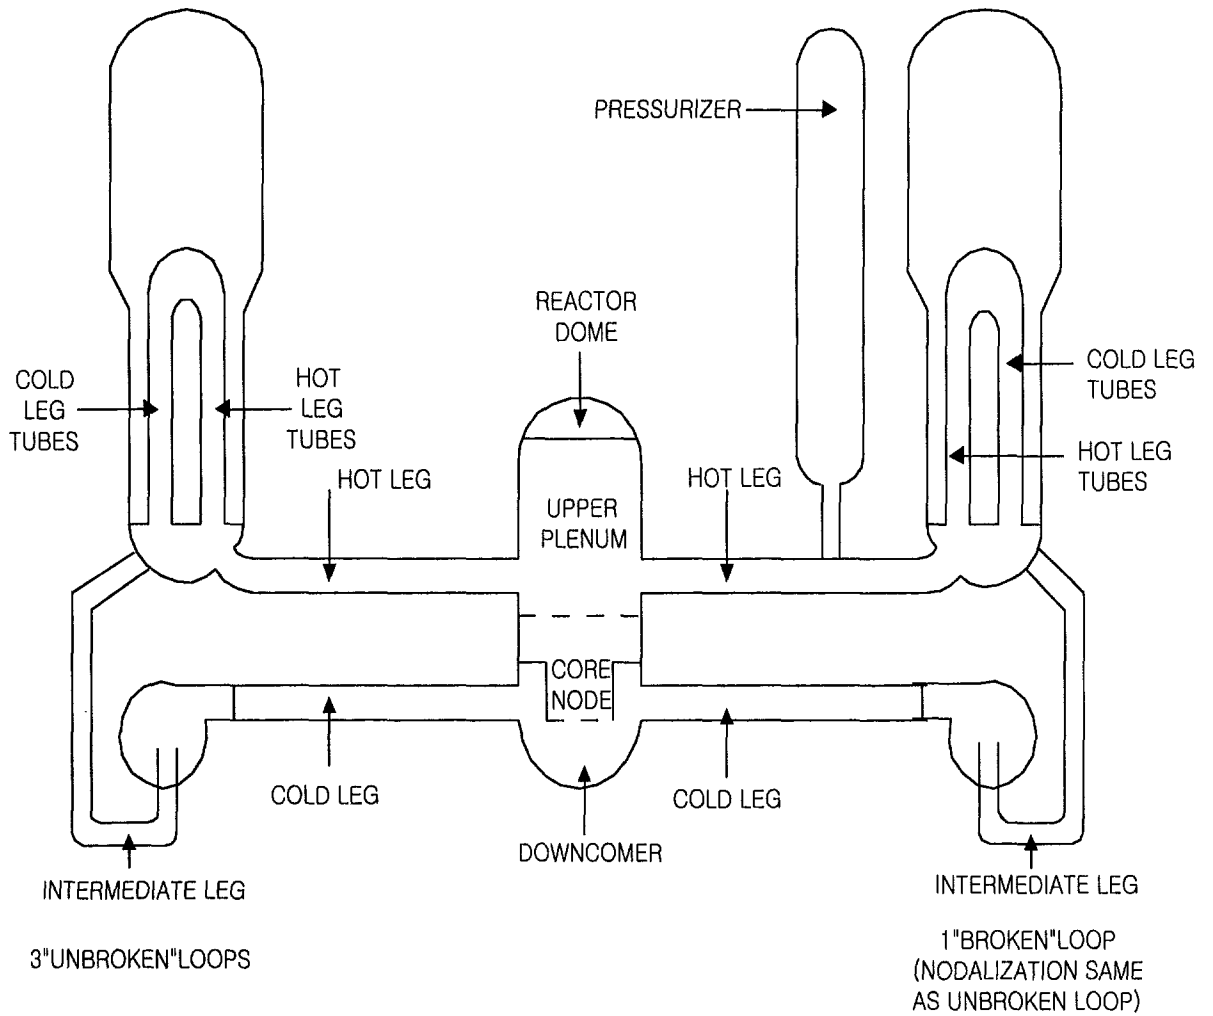 PRESSURIZER
REACTOR
DOME
COLD
LEG
TUBES
HOT
LEG
TUBES
COLD LEG
TUBES
HOT LEG
TUBES
HOT LEG
HOT LEG
UPPER
PLENUM
CORE
NODE
COLD LEG
COLD LEG
DOWNCOMER
INTERMEDIATE LEG
INTERMEDIATE LEG
3"UNBROKEN"LOOPS
1"BROKEN"LOOP
(NODALIZATION SAME
AS UNBROKEN LOOP)